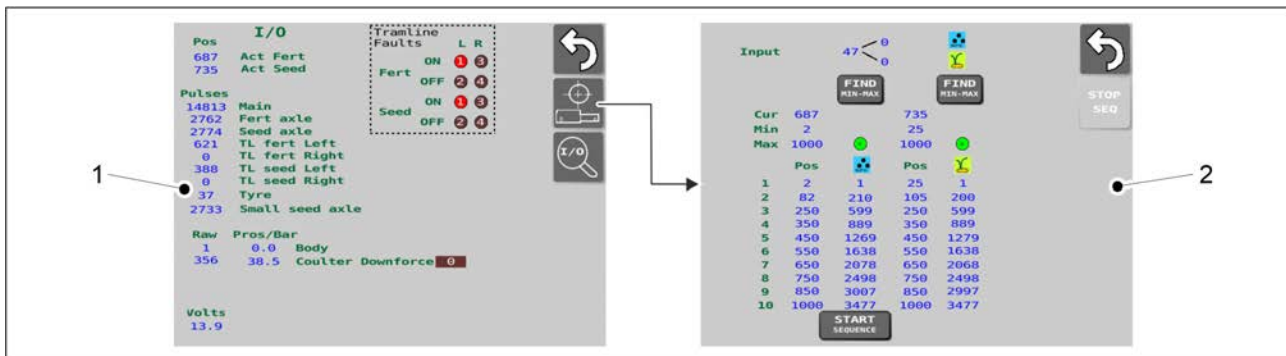 I/O
Pos
687 Act Fert
735 Act Seed
Tramline
Faults L R
Fert
ON 1 3
OFF 2 4
Seed
ON 1 3
OFF 2 4
Pulses
14813 Main
2762 Fert axle
2774 Seed axle
621 TL fert Left
0 TL fert Right
388 TL seed Left
0 TL seed Right
37 Tyre
2733 Small seed axle
Raw Pros/Bar
1 0.0 Body
356 38.5 Coulter Downforce 0
Volts
13.9
I/O
1
Input 47 0
0
FIND
MIN-MAX
FIND
MIN-MAX
STOP
SEQ
Cur 687 735
Min 2 25
Max 1000 1000
Pos Pos
1 2 1 25 1
2 82 210 105 200
3 250 599 250 599
4 350 889 350 889
5 450 1269 450 1279
6 550 1638 550 1638
7 650 2078 650 2068
8 750 2498 750 2498
9 850 3007 850 2997
10 1000 3477 1000 3477
START
SEQUENCE
2